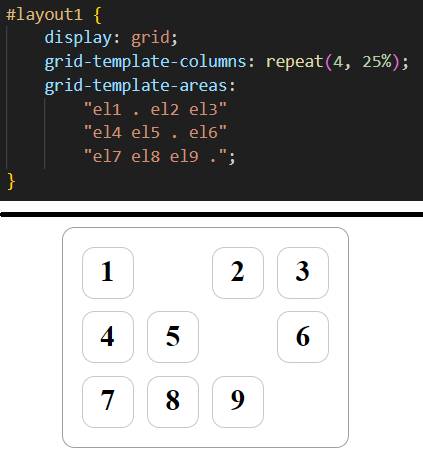 #layout1 {
display: grid;
grid-template-columns: repeat(4, 25%);
grid-template-areas:
"el1 . el2 el3"
"el4 el5 . el6"
"el7 el8 el9 .";
}
1 2 3
4 5 6
7 8 9